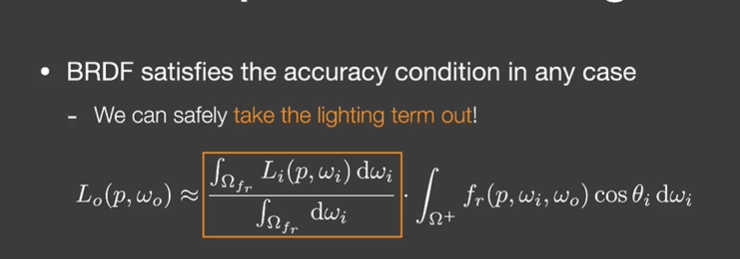 • BRDF satisfies the accuracy condition in any case
- We can safely take the lighting term out!
$L_o(p, \omega_o) \approx \frac{\int_{\Omega_{f_r}} L_i(p, \omega_i) \, \mathrm{d}\omega_i}{\int_{\Omega_{f_r}} \mathrm{d}\omega_i} \cdot \int_{\Omega^+} f_r(p, \omega_i, \omega_o) \cos\theta_i \, \mathrm{d}\omega_i$